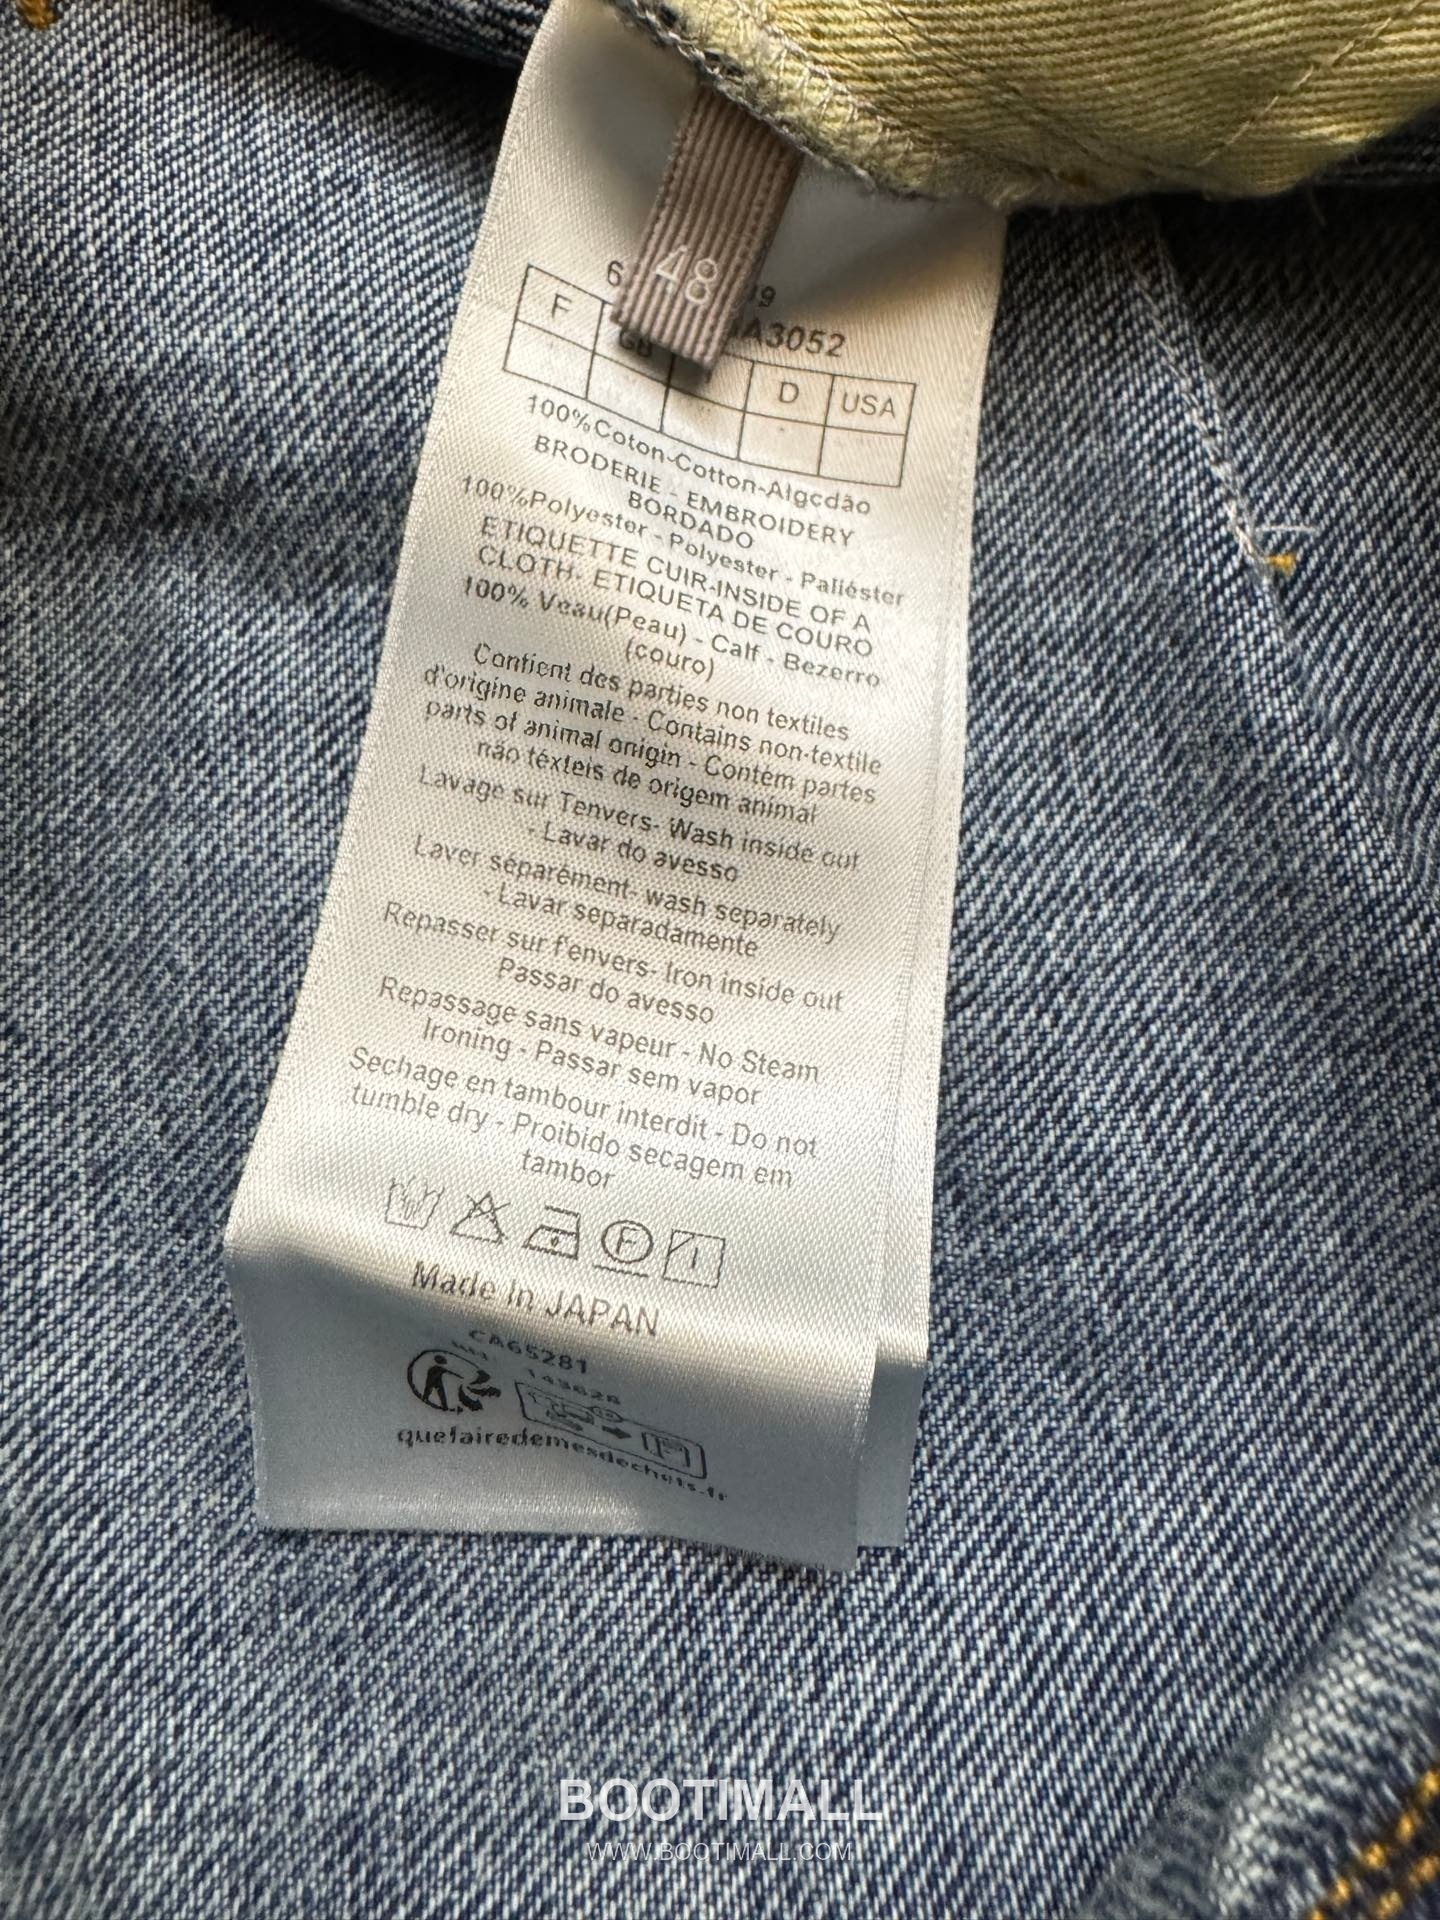 48
A3052
F
GB
D
USA
100%Coton-Cotton-Algcdão
BRODERIE - EMBROIDERY
BORDADO
100%Polyester - Polyester - Paliéster
ETIQUETTE CUIR-INSIDE OF A
CLOTH- ETIQUETA DE COURO
100% Veau(Peau) - Calf - Bezerro
(couro)
Contient des parties non textiles
d'origine animale - Contains non-textile
parts of animal origin - Contém partes
não têxteis de origem animal
Lavage sur Tenvers- Wash inside out
- Lavar do avesso
Laver séparément- wash separately
- Lavar separadamente
Repasser sur l'envers- Iron inside out
Passar do avesso
Repassage sans vapeur - No Steam
Ironing - Passar sem vapor
Sechage en tambour interdit - Do not
tumble dry - Proibido secagem em
tambor
F
Made In JAPAN
CA65281
quefairedemesdechets.fr
BOOTIMALL
WWW.BOOTIMALL.COM